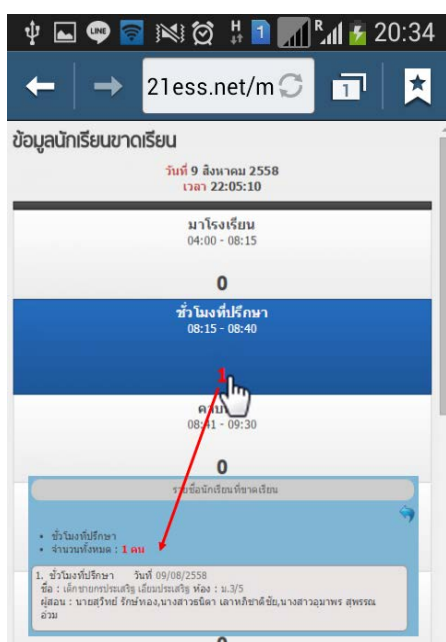 LINE H 1 R 20:34
21ess.net/m 1
ข้อมูลนักเรียนขาดเรียน
วันที่ 9 สิงหาคม 2558
เวลา 22:05:10
มาโรงเรียน
04:00 - 08:15
0
ชั่วโมงที่ปรึกษา
08:15 - 08:40
1
08:41 - 09:30
0
รายชื่อนักเรียนที่ขาดเรียน
• ชั่วโมงที่ปรึกษา
• จำนวนทั้งหมด : 1 คน
1. ชั่วโมงที่ปรึกษา วันที่ 09/08/2558
ชื่อ : เด็กชายกรประเสริฐ เอี่ยมประเสริฐ ห้อง : ม.3/5
ผู้สอน : นายสุวิทย์ รักษ์ทอง,นางสาวธนิดา เลาหภิชาติชัย,นางสาวอุมาพร สุพรรณ
อ่วม
0